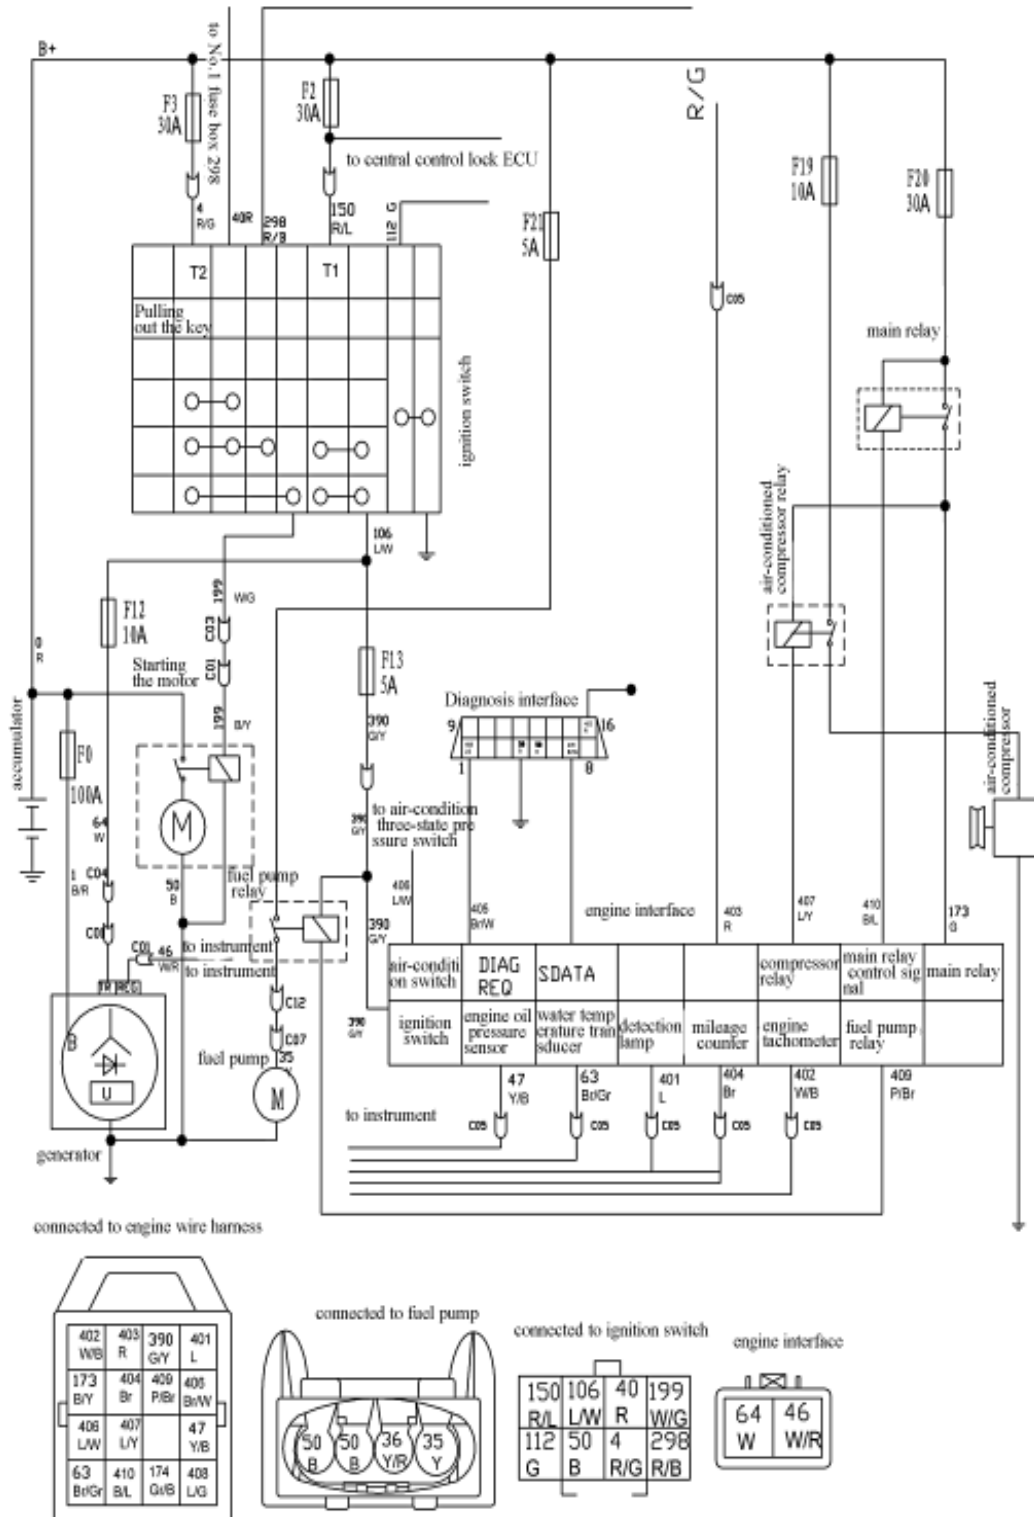 B+
to No.1 fuse box 298
F3
30A
F2
30A
R/G
to central control lock ECU
F19
10A
F20
30A
4
R/G
40R
298
R/B
150
R/L
112 G
F21
5A
C05
T2
T1
Pulling
out the key
ignition switch
main relay
air-conditioned
compressor relay
106
L/W
199
W/G
F12
10A
C03
0
R
C01
F13
5A
Starting
the motor
199
B/Y
Diagnosis interface
9
16
1
8
accumulator
F0
100A
390
G/Y
air-conditioned
compressor
M
to air-condition
three-state pre
ssure switch
64
W
390
G/Y
1
B/R
C04
50
B
fuel pump
relay
406
L/W
405
Br/W
engine interface
403
R
407
L/Y
410
B/L
173
G
390
G/Y
C01
46
W/R
to instrument
to instrument
air-conditi
on switch
DIAG
REQ
SDATA
compressor
relay
main relay
control sig
nal
main relay
C12
390
G/Y
ignition
switch
engine oil
pressure
sensor
water temp
erature tran
sducer
detection
lamp
mileage
counter
engine
tachometer
fuel pump
relay
B
U
C07
fuel pump
35
Y
M
47
Y/B
63
Br/Gr
401
L
404
Br
402
W/B
409
P/Br
to instrument
C05
C05
C05
C05
C05
generator
connected to engine wire harness
402
W/B
403
R
390
G/Y
401
L
173
B/Y
404
Br
409
P/Br
406
Br/W
406
L/W
407
L/Y
47
Y/B
63
Br/Gr
410
B/L
174
Gr/B
408
L/G
connected to fuel pump
50
B
50
B
36
Y/R
35
Y
connected to ignition switch
150
R/L
106
L/W
40
R
199
W/G
112
G
50
B
4
R/G
298
R/B
engine interface
64
W
46
W/R